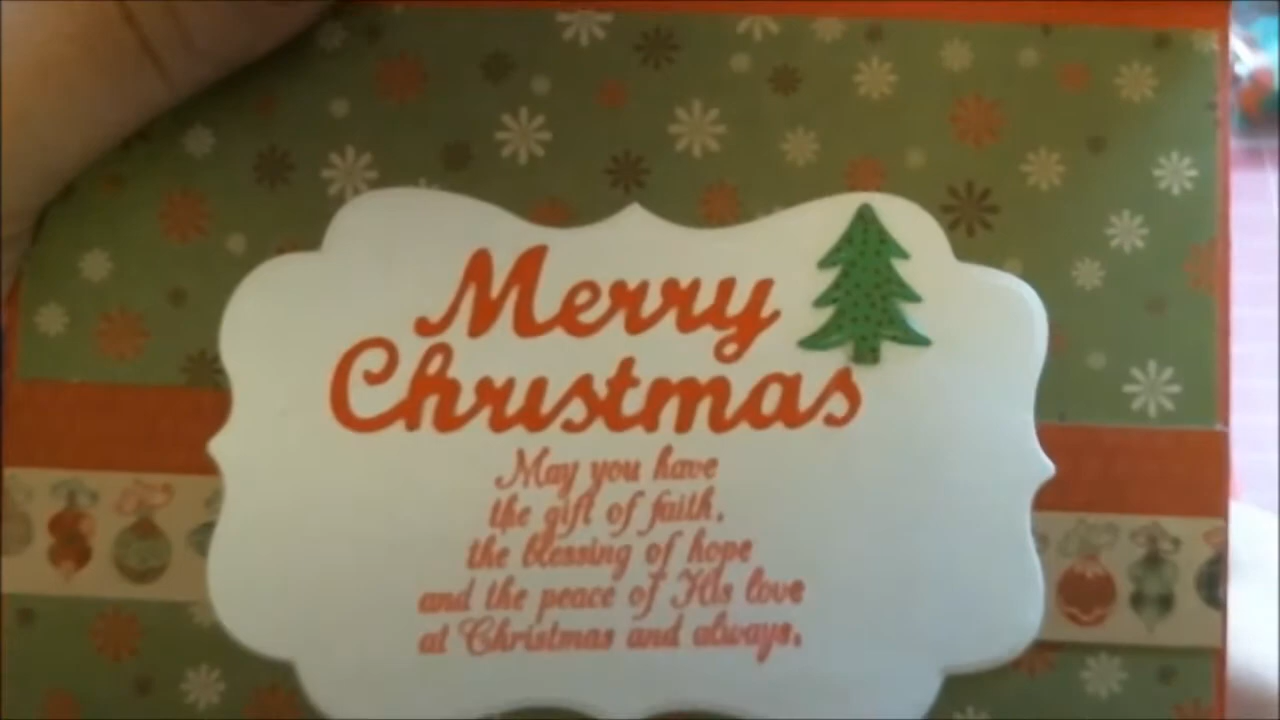 Merry
Christmas
May you have
the gift of faith,
the blessing of hope
and the peace of His love
at Christmas and always.